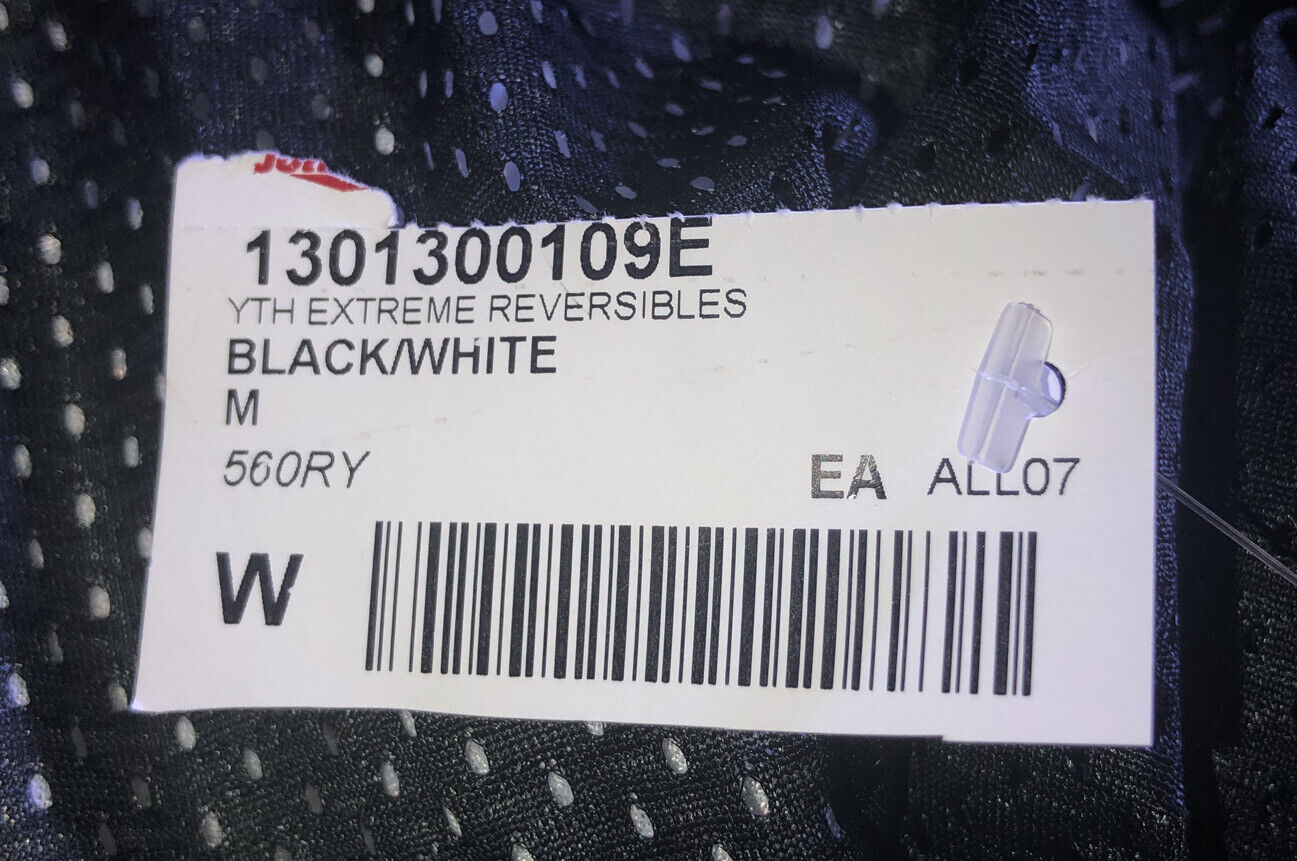 1301300109E
YTH EXTREME REVERSIBLES
BLACK/WHITE
M
560RY
EA ALL07
W